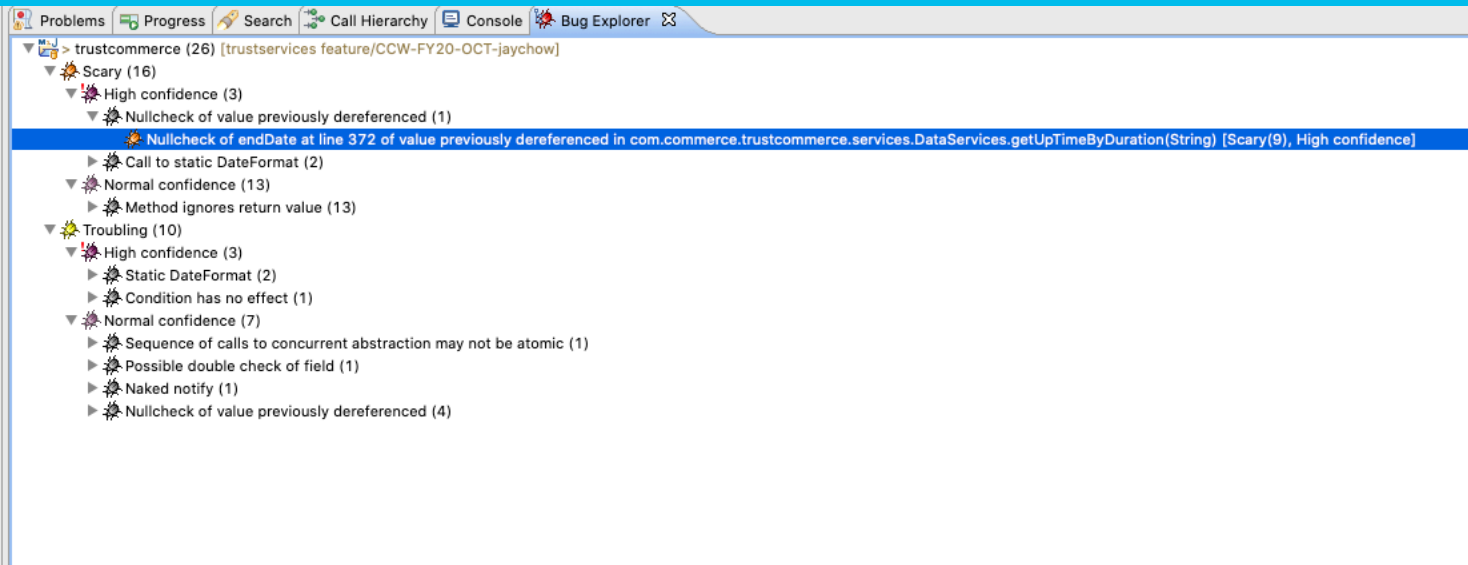 Problems Progress Search Call Hierarchy Console Bug Explorer
> trustcommerce (26) [trustservices feature/CCW-FY20-OCT-jaychow]
Scary (16)
High confidence (3)
Nullcheck of value previously dereferenced (1)
Nullcheck of endDate at line 372 of value previously dereferenced in com.commerce.trustcommerce.services.DataServices.getUpTimeByDuration(String) [Scary(9), High confidence]
Call to static DateFormat (2)
Normal confidence (13)
Method ignores return value (13)
Troubling (10)
High confidence (3)
Static DateFormat (2)
Condition has no effect (1)
Normal confidence (7)
Sequence of calls to concurrent abstraction may not be atomic (1)
Possible double check of field (1)
Naked notify (1)
Nullcheck of value previously dereferenced (4)